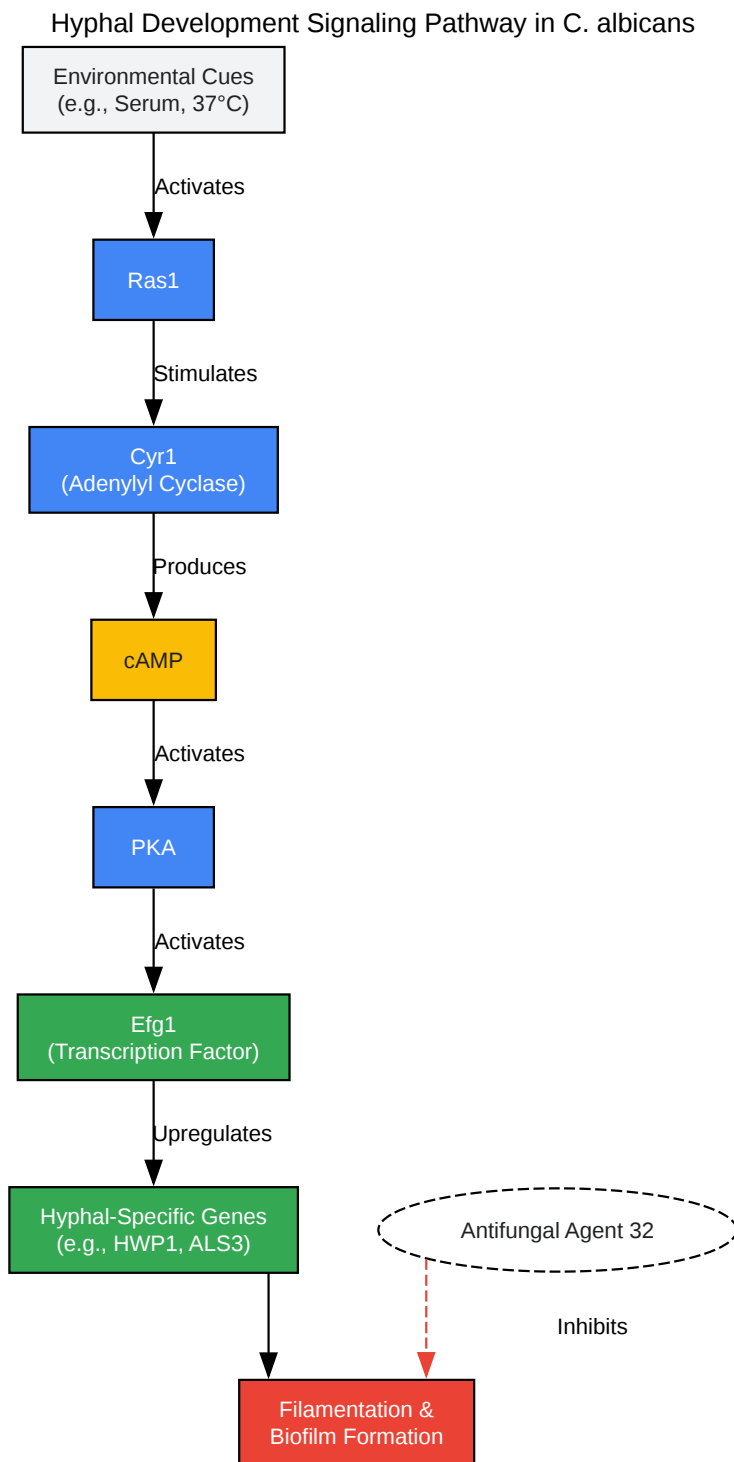 Hyphal Development Signaling Pathway in C. albicans
Environmental Cues
(e.g., Serum, 37°C)
Activates
Ras1
Stimulates
Cyr1
(Adenylyl Cyclase)
Produces
cAMP
Activates
PKA
Activates
Efg1
(Transcription Factor)
Upregulates
Hyphal-Specific Genes
(e.g., HWP1, ALS3)
Antifungal Agent 32
Inhibits
Filamentation &
Biofilm Formation